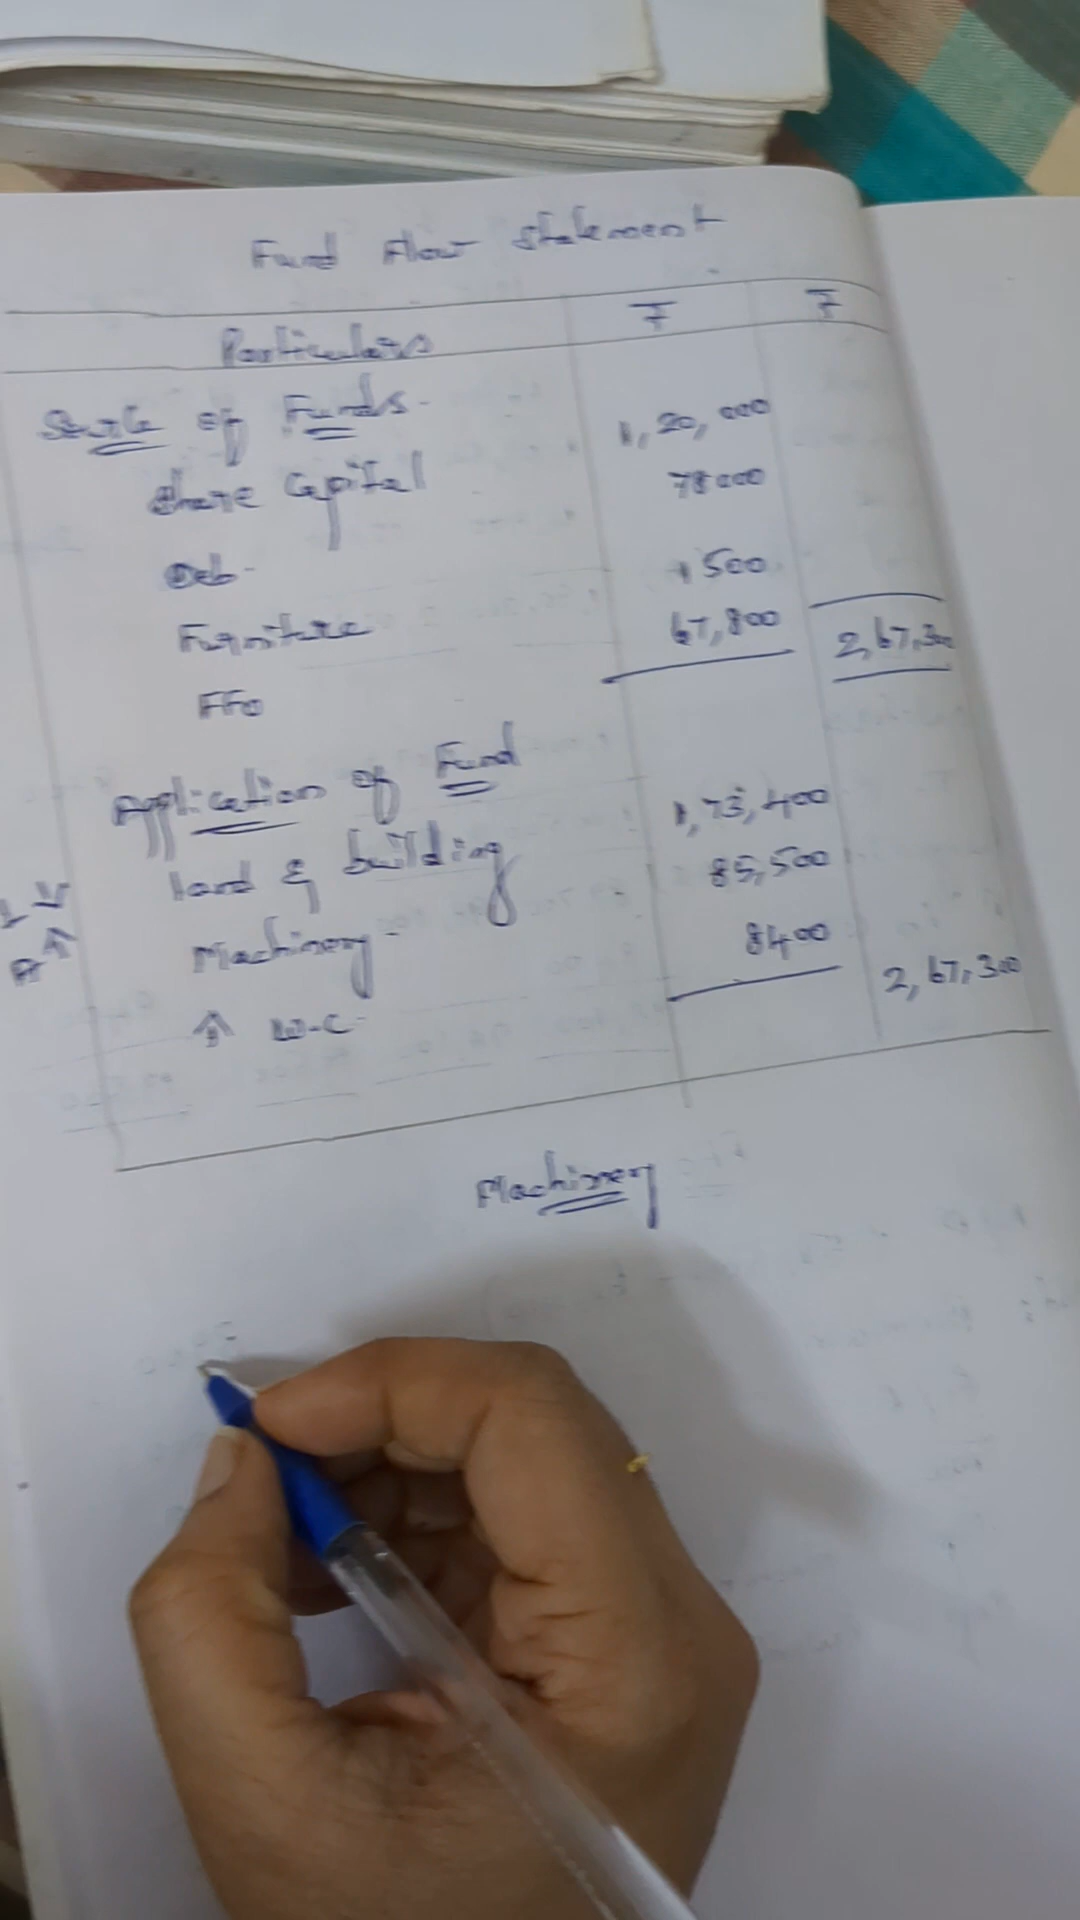 Fund Flow Statement
Particulars ₹ ₹
of Funds.
Share Capital 1,20,000
Deb. 78000
Furniture 1500
FFO 67,800 2,67,300
Application of Fund
land & building 1,73,400
Machinery 85,500
↑ W.C 8400 2,67,300
Machinery